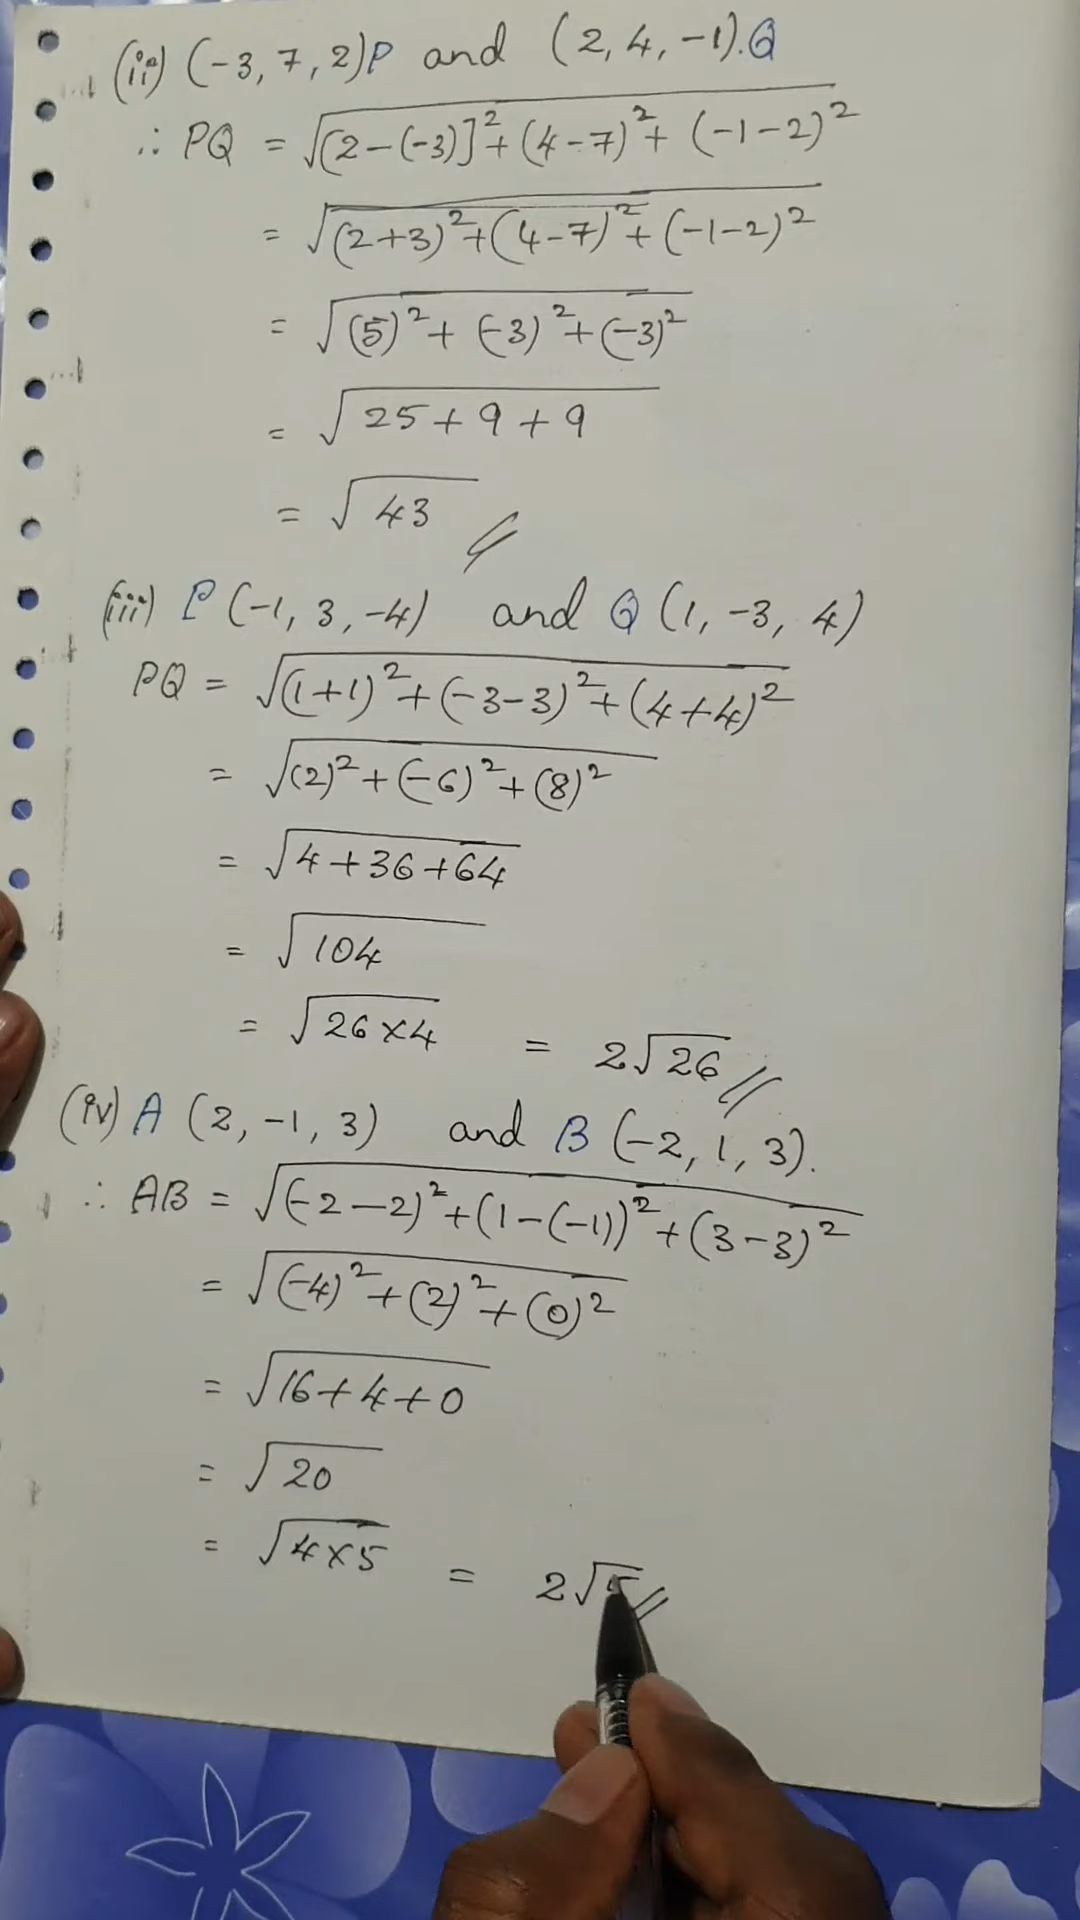 (ii) (-3, 7, 2)P and (2, 4, -1).Q
∴ PQ = √(2-(-3)]²+(4-7)²+(-1-2)²
= √(2+3)²+(4-7)²+(-1-2)²
= √(5)²+(-3)²+(-3)²
= √25+9+9
= √43
(iii) P(-1, 3, -4) and Q(1, -3, 4)
PQ = √(1+1)²+(-3-3)²+(4+4)²
= √(2)²+(-6)²+(8)²
= √4+36+64
= √104
= √26×4 = 2√26
(iv) A (2, -1, 3) and B (-2, 1, 3).
∴ AB = √(-2-2)²+(1-(-1))²+(3-3)²
= √(-4)²+(2)²+(0)²
= √16+4+0
= √20
= √4×5 = 2√5